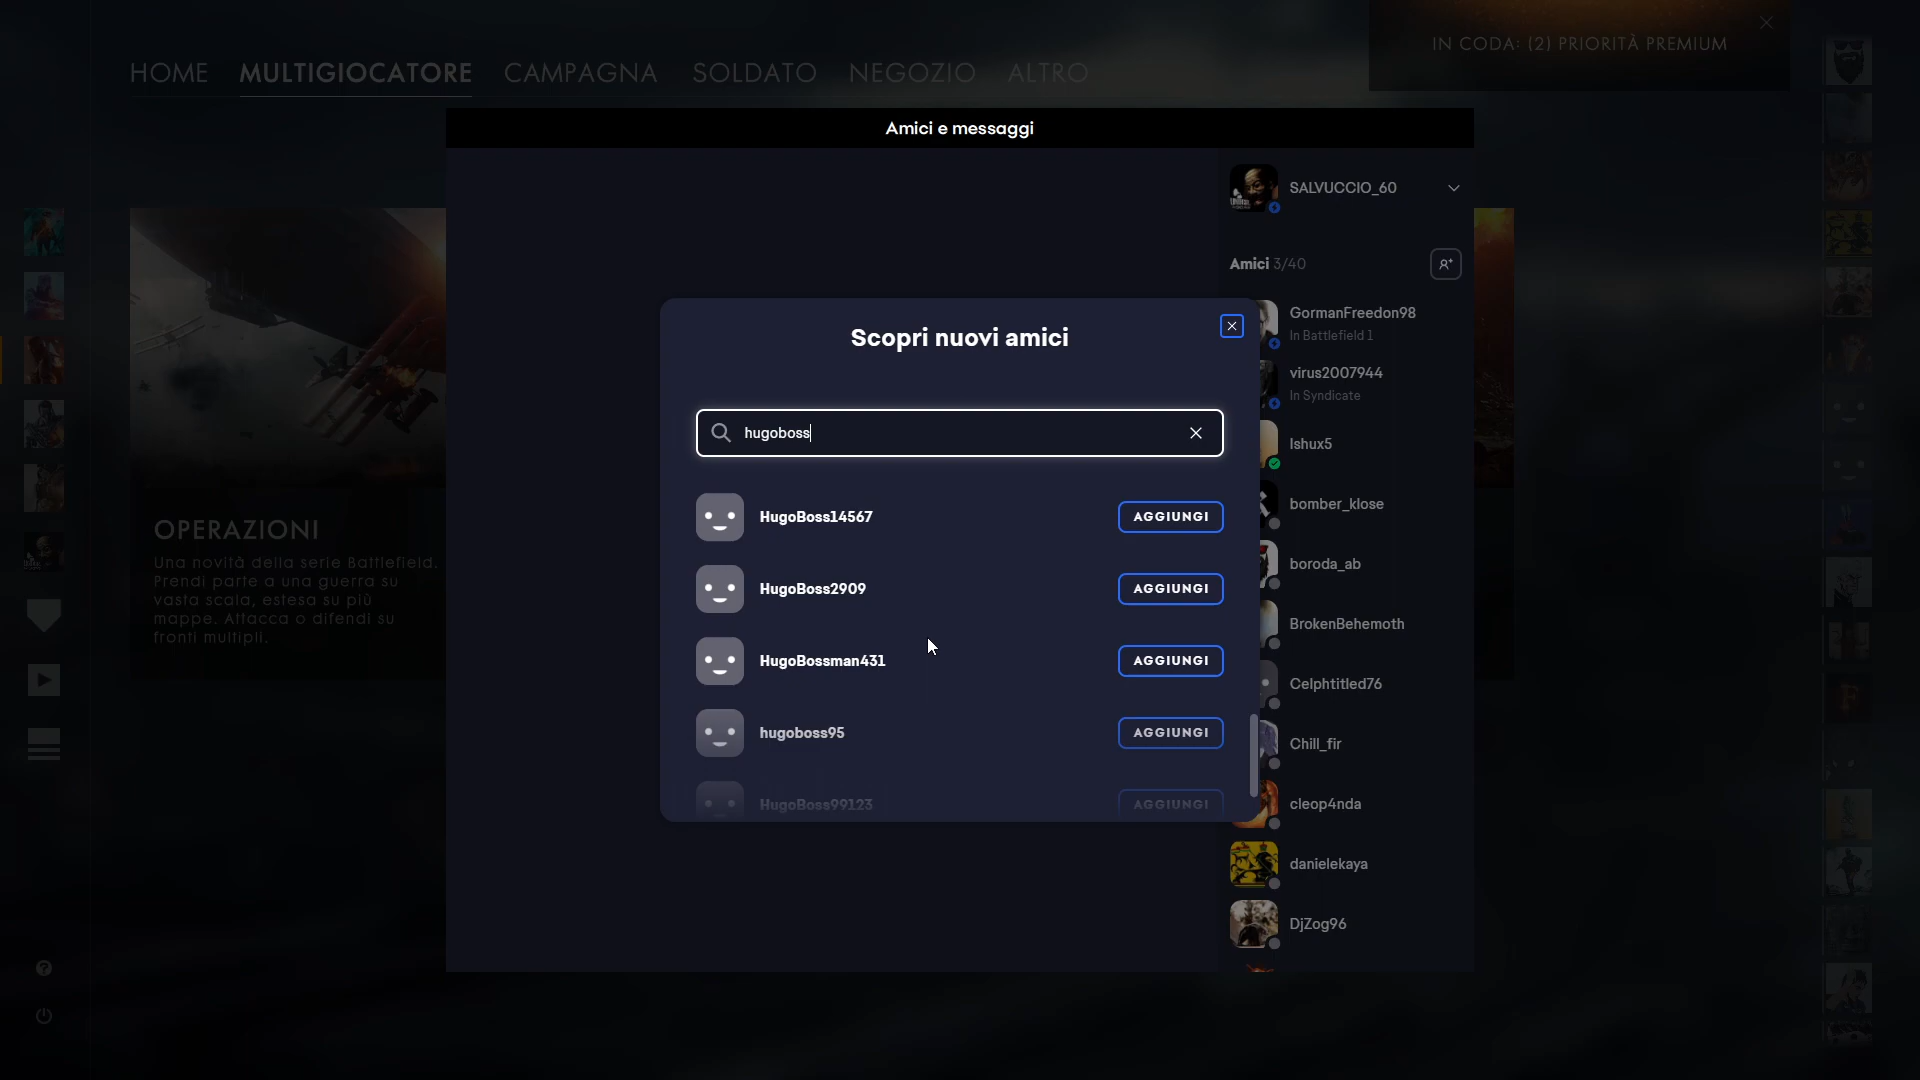 HOME MULTIGIOCATORE CAMPAGNA SOLDATO NEGOZIO ALTRO
IN CODA: (2) PRIORITÀ PREMIUM
Amici e messaggi
SALVUCCIO_60
Amici 3/40
GormanFreedon98
In Battlefield 1
virus2007944
In Syndicate
Ishux5
bomber_klose
boroda_ab
BrokenBehemoth
Celphtitled76
Chill_fir
cleop4nda
danielekaya
DjZog96
Scopri nuovi amici
hugoboss
HugoBoss14567 AGGIUNGI
HugoBoss2909 AGGIUNGI
HugoBossman431 AGGIUNGI
hugoboss95 AGGIUNGI
HugoBoss99123 AGGIUNGI
OPERAZIONI
Una novità della serie Battlefield.
Prendi parte a una guerra su
vasta scala, estesa su più
mappe. Attacca o difendi su
fronti multipli.